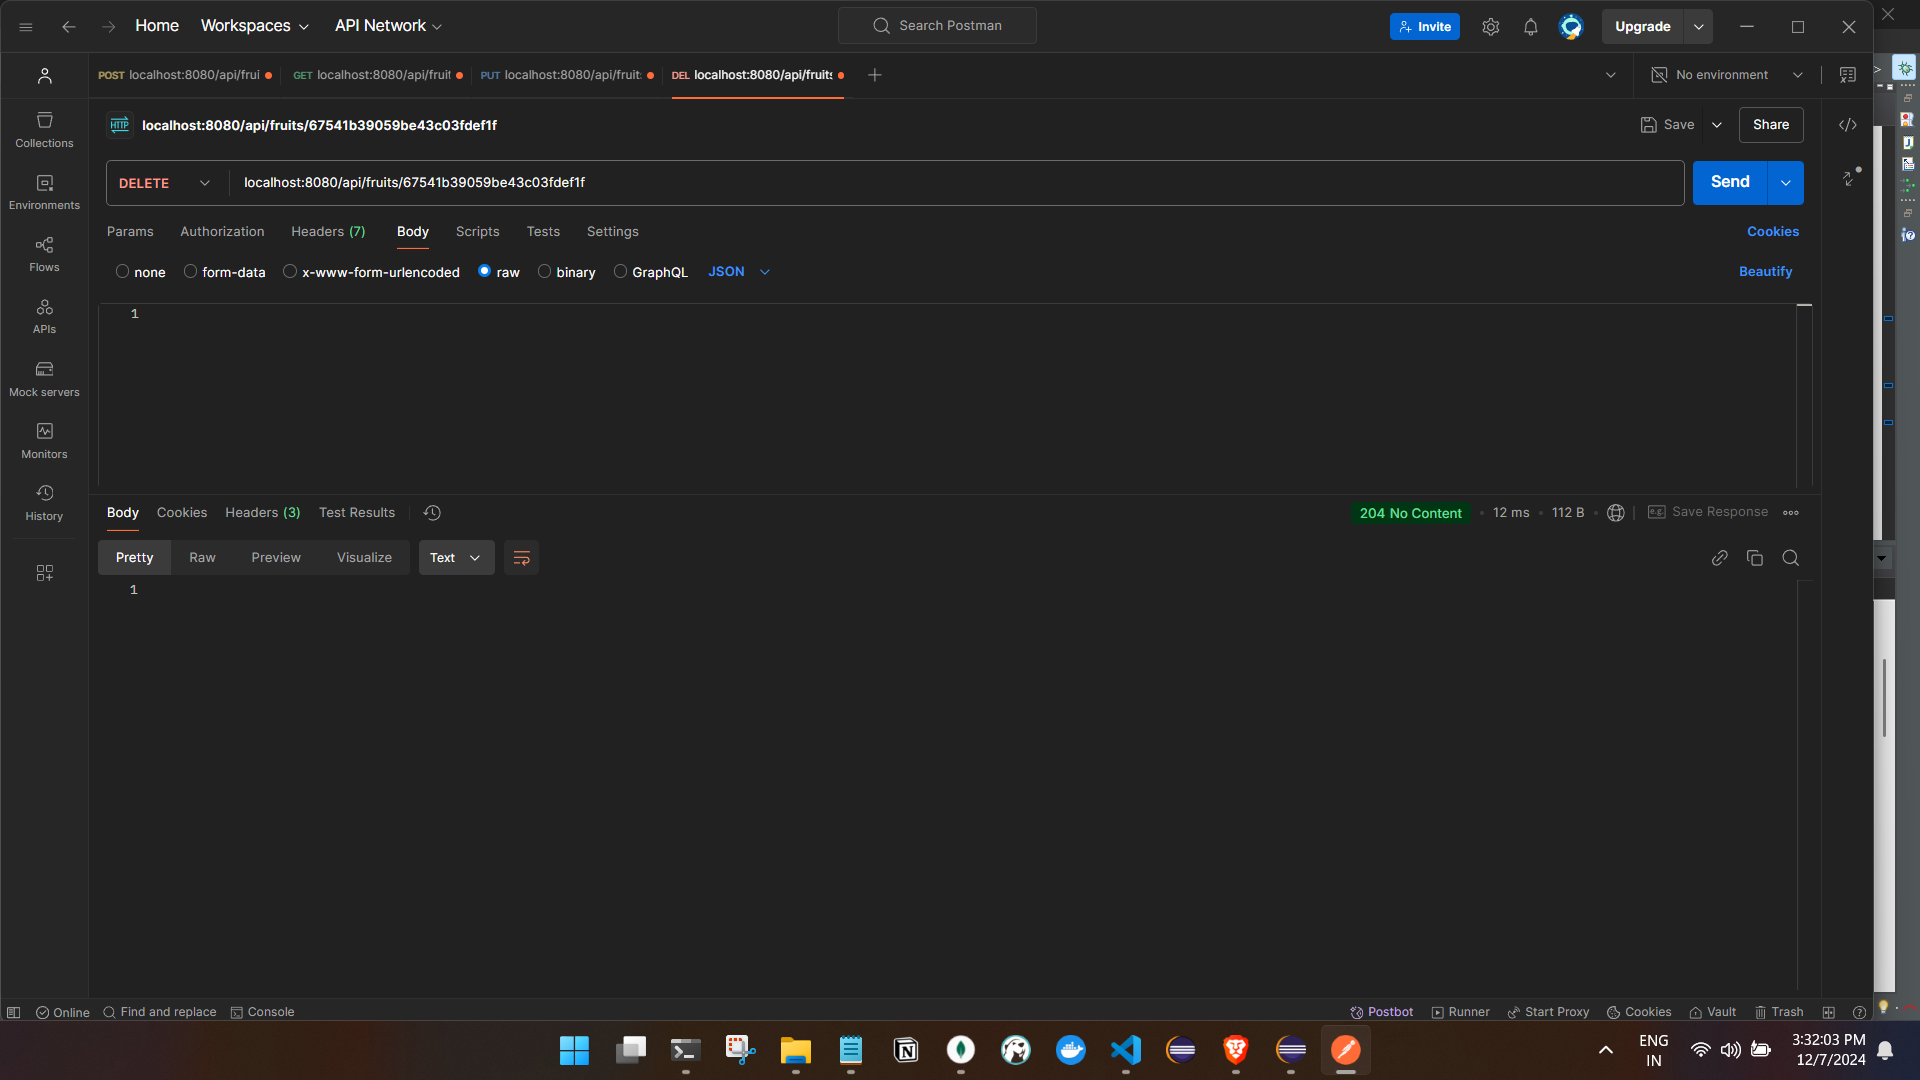 Home Workspaces API Network Search Postman Invite Upgrade
POST localhost:8080/api/frui GET localhost:8080/api/fruit PUT localhost:8080/api/fruit DEL localhost:8080/api/fruits No environment
HTTP localhost:8080/api/fruits/67541b39059be43c03fdef1f Save Share
DELETE localhost:8080/api/fruits/67541b39059be43c03fdef1f Send
Params Authorization Headers (7) Body Scripts Tests Settings Cookies
none form-data x-www-form-urlencoded raw binary GraphQL JSON Beautify
1
Collections
Environments
Flows
APIs
Mock servers
Monitors
History
Body Cookies Headers (3) Test Results 204 No Content 12 ms 112 B e.g. Save Response
Pretty Raw Preview Visualize Text
1
Online Find and replace Console Postbot Runner Start Proxy Cookies Vault Trash
ENG
IN
3:32:03 PM
12/7/2024